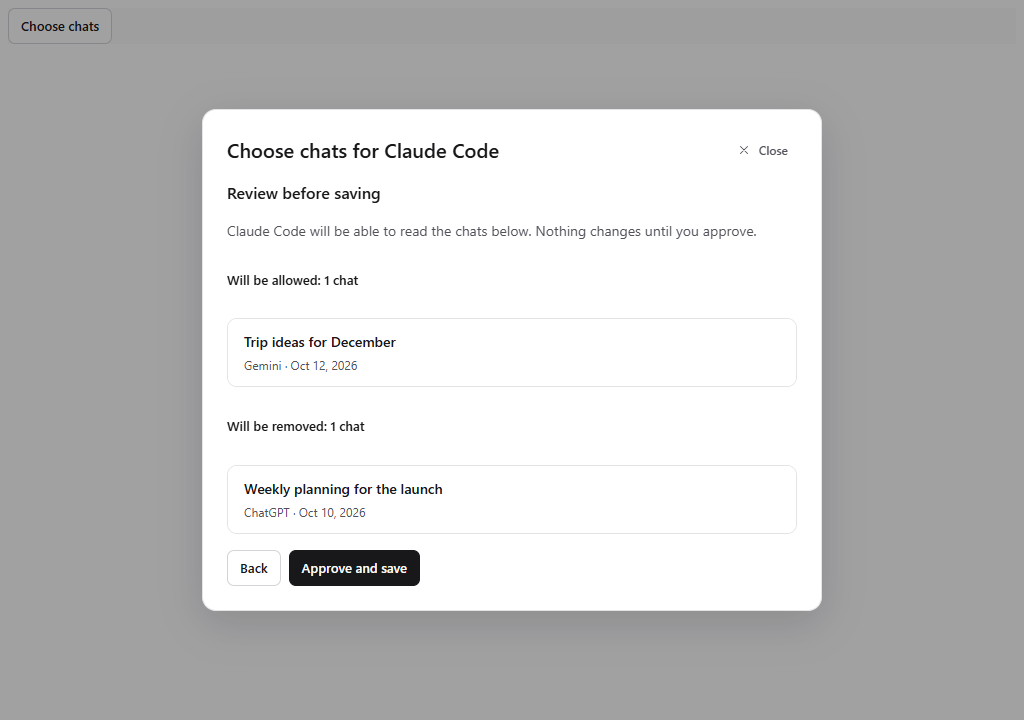 Choose chats
Choose chats for Claude Code
Close
Review before saving
Claude Code will be able to read the chats below. Nothing changes until you approve.
Will be allowed: 1 chat
Trip ideas for December
Gemini · Oct 12, 2026
Will be removed: 1 chat
Weekly planning for the launch
ChatGPT · Oct 10, 2026
Back
Approve and save